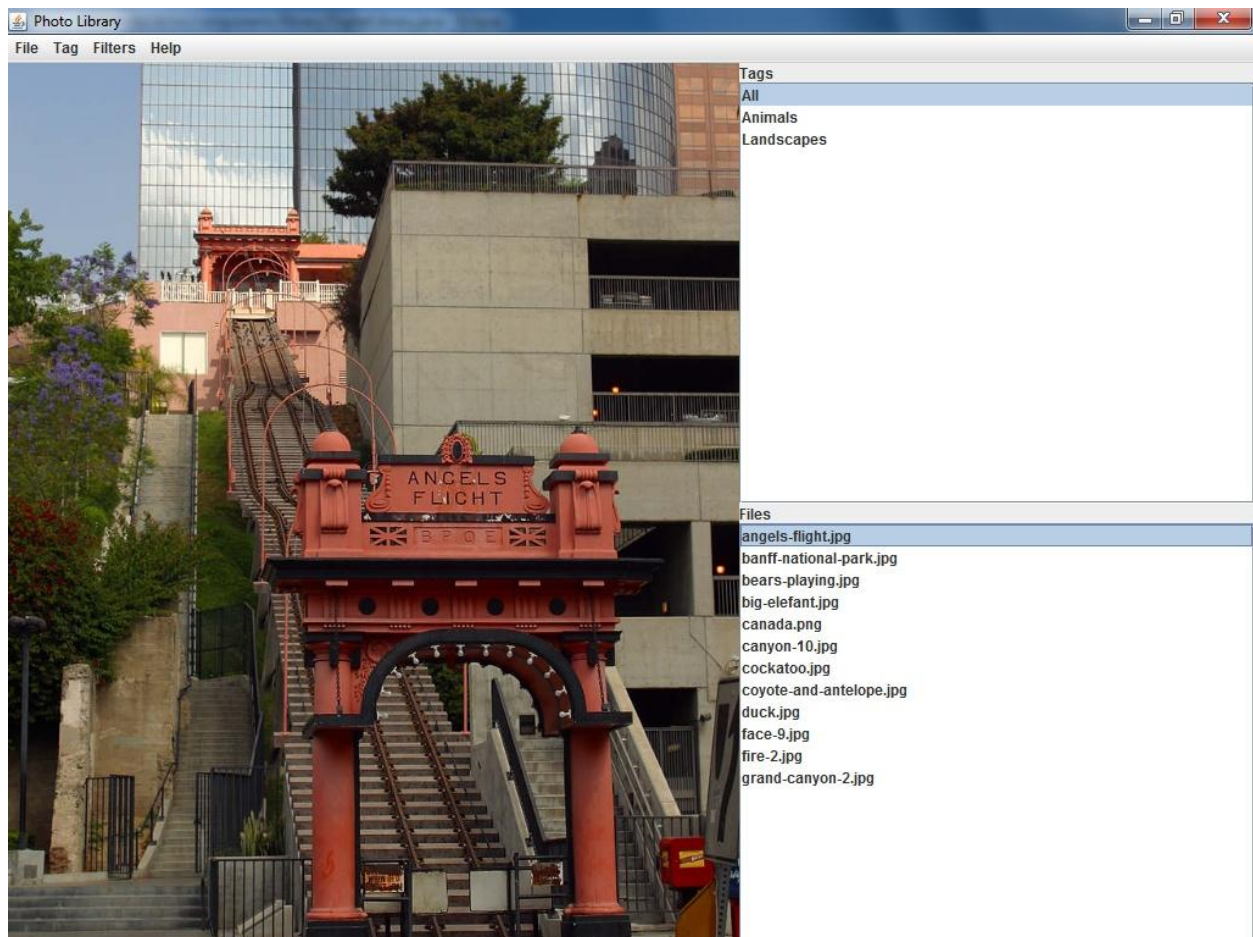 Photo Library
File Tag Filters Help
Tags
All
Animals
Landscapes
ANGELS
FLIGHT
B.P.O.E.
Files
angels-flight.jpg
banff-national-park.jpg
bears-playing.jpg
big-elefant.jpg
canada.png
canyon-10.jpg
cockatoo.jpg
coyote-and-antelope.jpg
duck.jpg
face-9.jpg
fire-2.jpg
grand-canyon-2.jpg